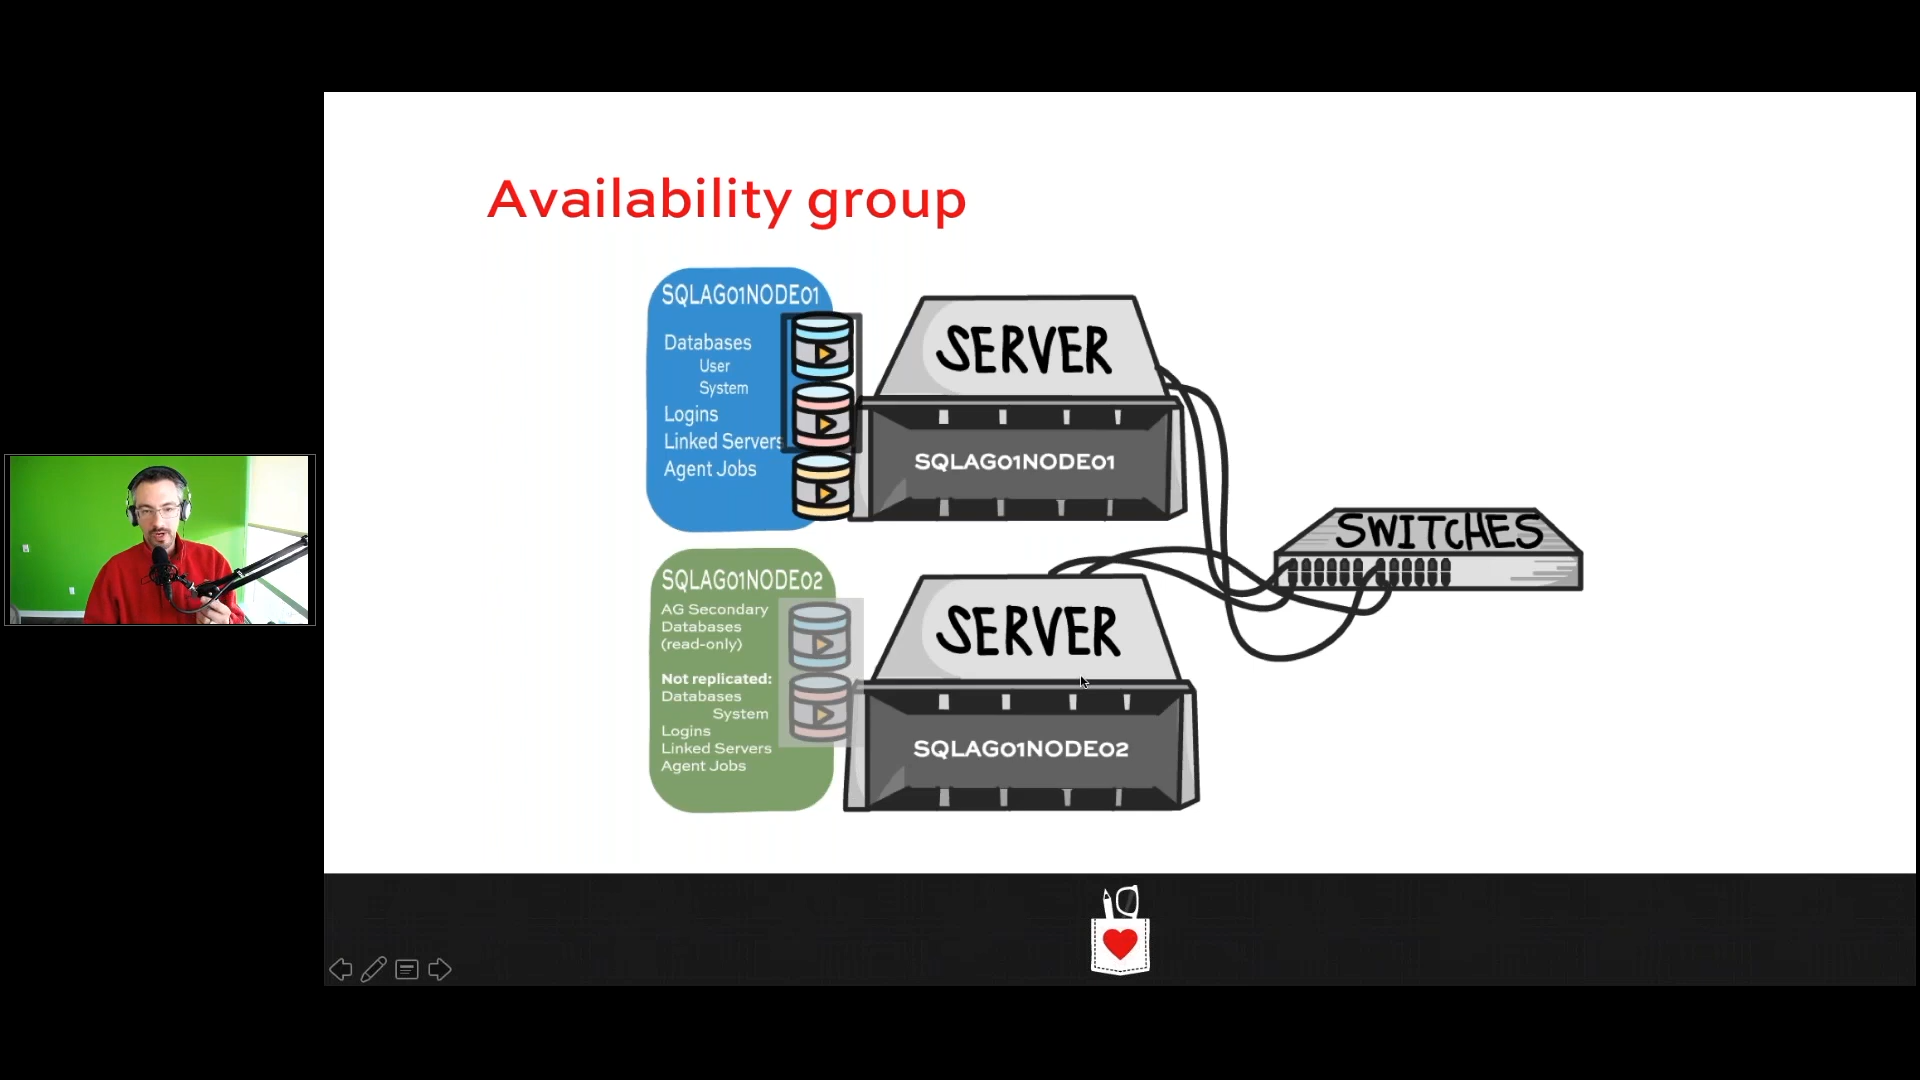 Availability group
SQLAG01NODE01
Databases
User
System
Logins
Linked Servers
Agent Jobs
SERVER
SQLAG01NODE01
SWITCHES
SQLAG01NODE02
AG Secondary
Databases
(read-only)
Not replicated:
Databases
System
Logins
Linked Servers
Agent Jobs
SERVER
SQLAG01NODE02